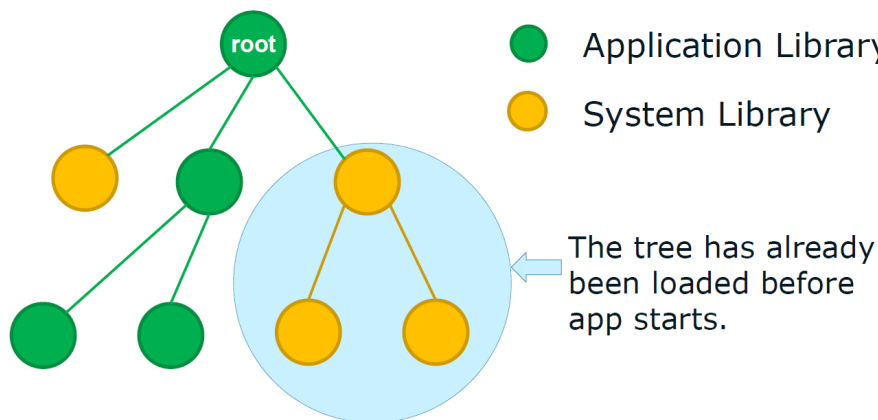 root
Application Library
System Library
The tree has already
been loaded before
app starts.